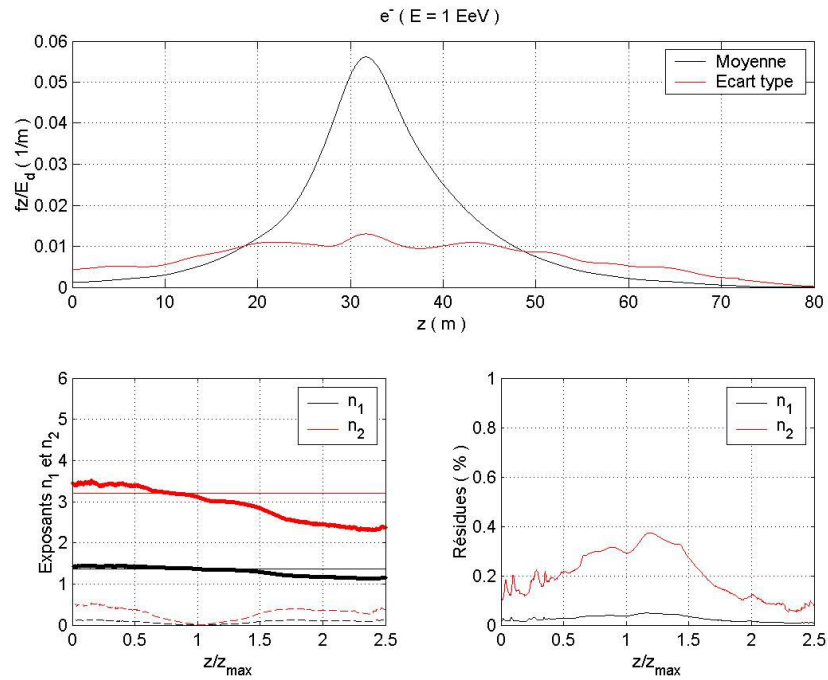 e⁻ ( E = 1 EeV )
0.06
0.05
0.04
0.03
0.02
0.01
0
fz/E_d ( 1/m )
Moyenne
Ecart type
0 10 20 30 40 50 60 70 80
z ( m )
6
5
4
3
2
1
0
Exposants n₁ et n₂
n₁
n₂
0 0.5 1 1.5 2 2.5
z/z_max
1
0.8
0.6
0.4
0.2
0
Résidues ( % )
n₁
n₂
0 0.5 1 1.5 2 2.5
z/z_max